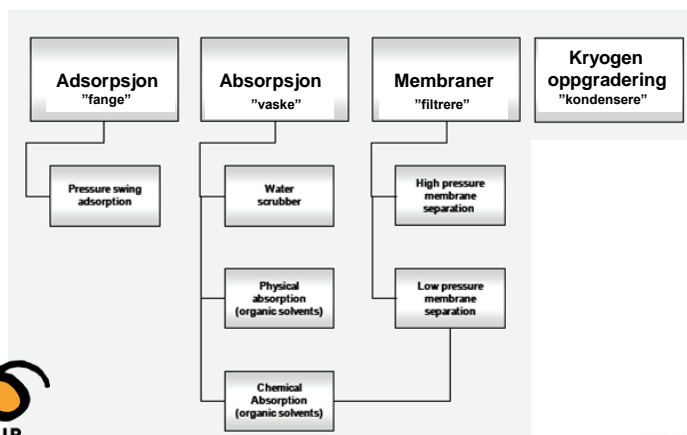 Adsorpsjon
"fange"
Absorpsjon
"vaske"
Membraner
"filtrere"
Kryogen
oppgradering
"kondensere"
Pressure swing
adsorption
Water
scrubber
High pressure
membrane
separation
Physical
absorption
(organic solvents)
Low pressure
membrane
separation
Chemical
Absorption
(organic solvents)